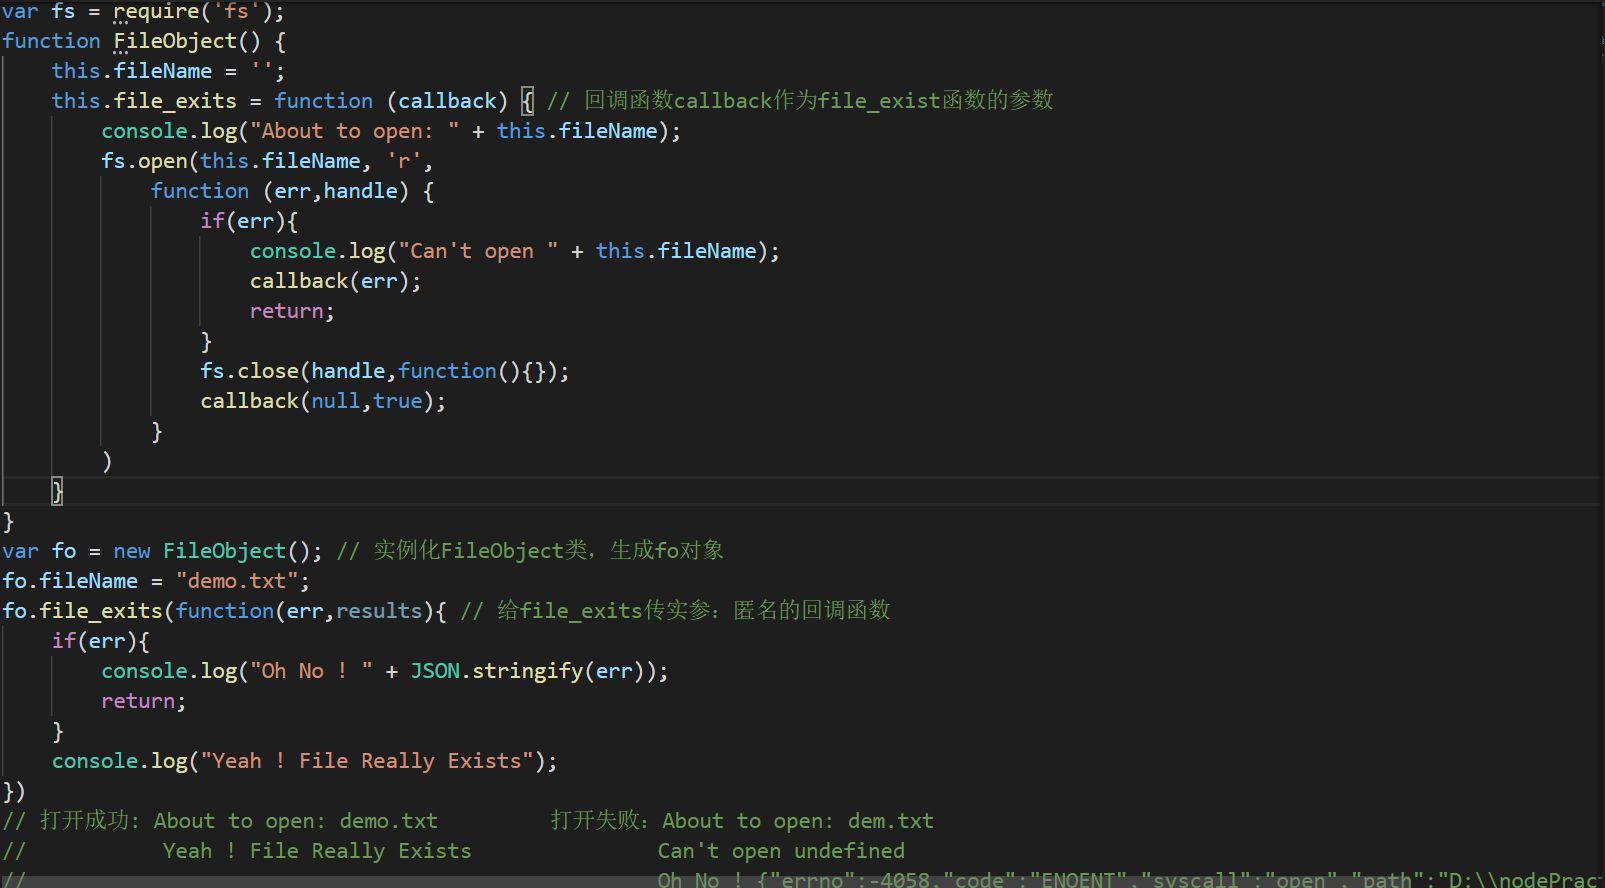 var fs = require('fs');
function FileObject() {
    this.fileName = '';
    this.file_exits = function (callback) { // 回调函数callback作为file_exist函数的参数
        console.log("About to open: " + this.fileName);
        fs.open(this.fileName, 'r',
            function (err,handle) {
                if(err){
                    console.log("Can't open " + this.fileName);
                    callback(err);
                    return;
                }
                fs.close(handle,function(){});
                callback(null,true);
            }
        )
    }
}
var fo = new FileObject(); // 实例化FileObject类，生成fo对象
fo.fileName = "demo.txt";
fo.file_exits(function(err,results){ // 给file_exits传实参：匿名的回调函数
    if(err){
        console.log("Oh No ! " + JSON.stringify(err));
        return;
    }
    console.log("Yeah ! File Really Exists");
})
// 打开成功: About to open: demo.txt         打开失败：About to open: dem.txt
//           Yeah ! File Really Exists               Can't open undefined
//                                                   Oh No ! {"errno":-4058,"code":"ENOENT","syscall":"open","path":"D:\\nodePrac